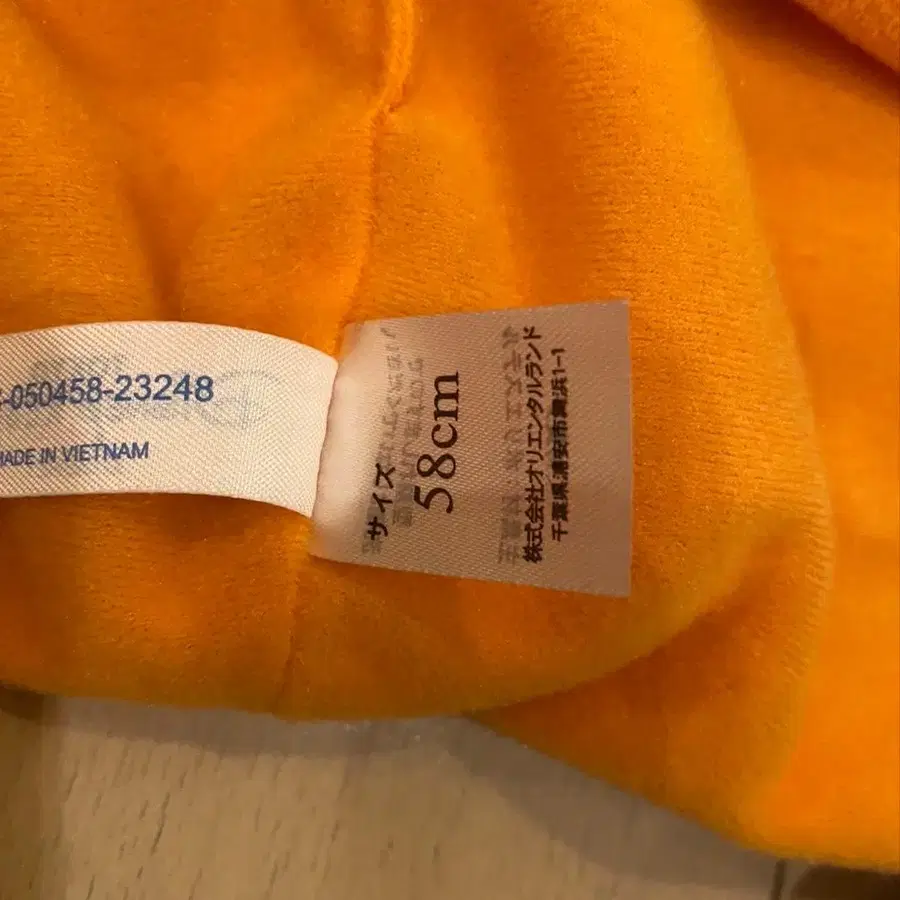 -050458-23248
MADE IN VIETNAM
サイズ
58cm
株式会社オリエンタルランド
千葉県浦安市舞浜1-1